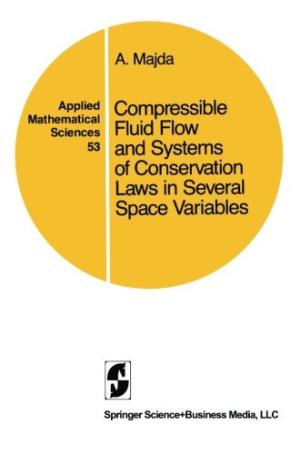 A. Majda
Applied
Mathematical
Sciences
53
Compressible
Fluid Flow
and Systems
of Conservation
Laws in Several
Space Variables
Springer Science+Business Media, LLC